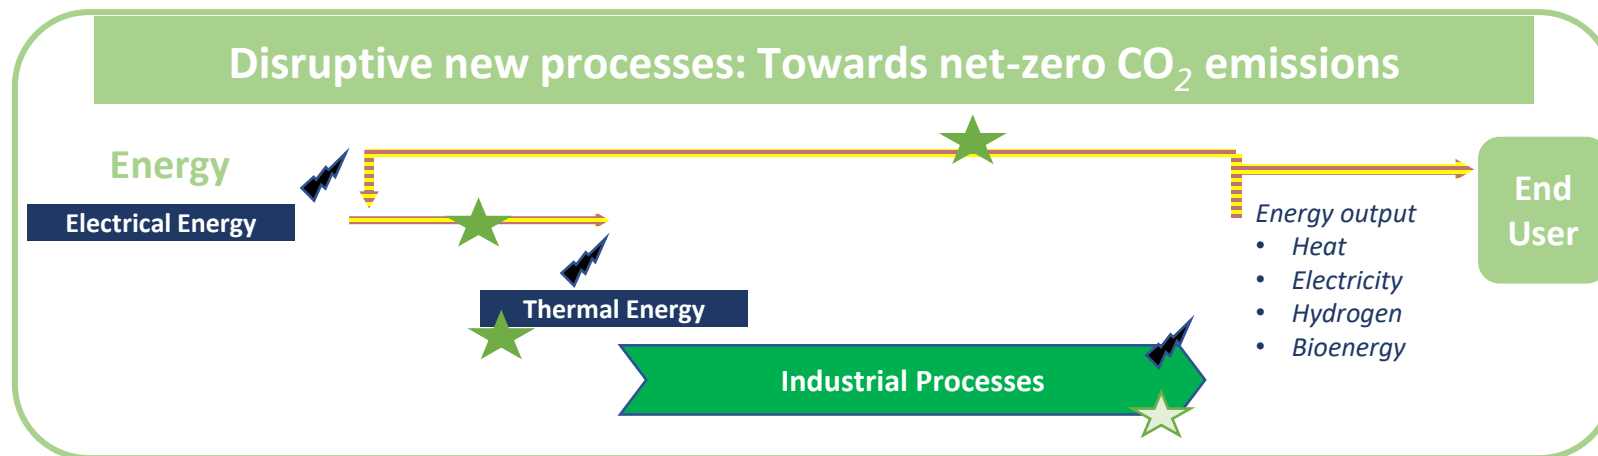 Disruptive new processes: Towards net-zero CO₂ emissions
Energy
Electrical Energy
Thermal Energy
Industrial Processes
Energy output
• Heat
• Electricity
• Hydrogen
• Bioenergy
End
User